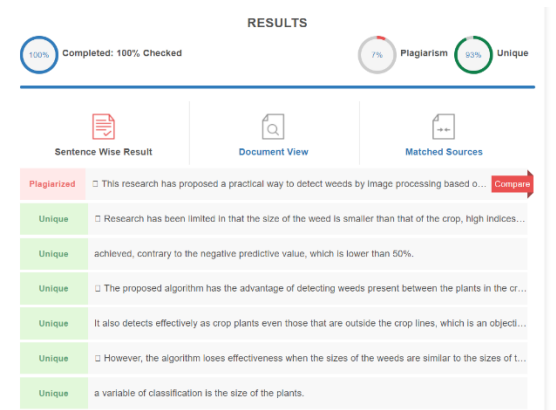 RESULTS
100% Completed: 100% Checked 7% Plagiarism 93% Unique
Sentence Wise Result Document View Matched Sources
Plagiarized □ This research has proposed a practical way to detect weeds by image processing based o... Compare
Unique □ Research has been limited in that the size of the weed is smaller than that of the crop, high indices...
Unique achieved, contrary to the negative predictive value, which is lower than 50%.
Unique □ The proposed algorithm has the advantage of detecting weeds present between the plants in the cr...
Unique It also detects effectively as crop plants even those that are outside the crop lines, which is an objecti...
Unique □ However, the algorithm loses effectiveness when the sizes of the weeds are similar to the sizes of t...
Unique a variable of classification is the size of the plants.